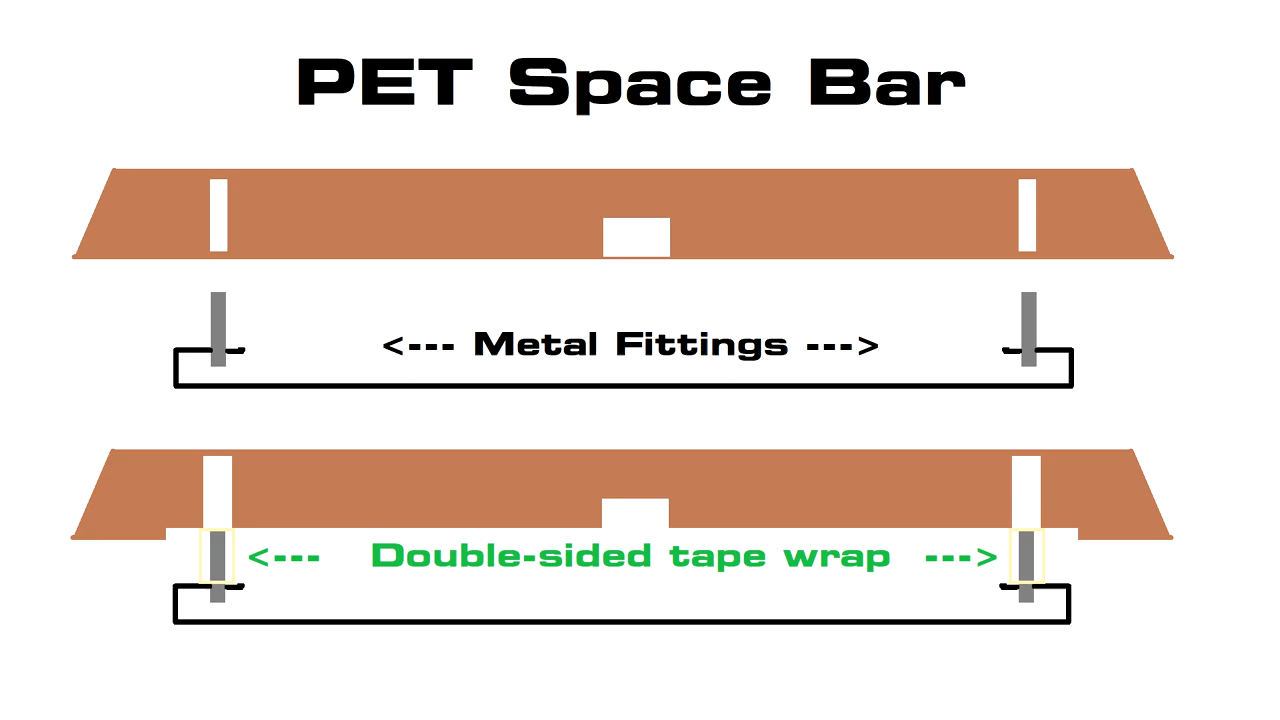 PET Space Bar
<--- Metal Fittings --->
<--- Double-sided tape wrap --->